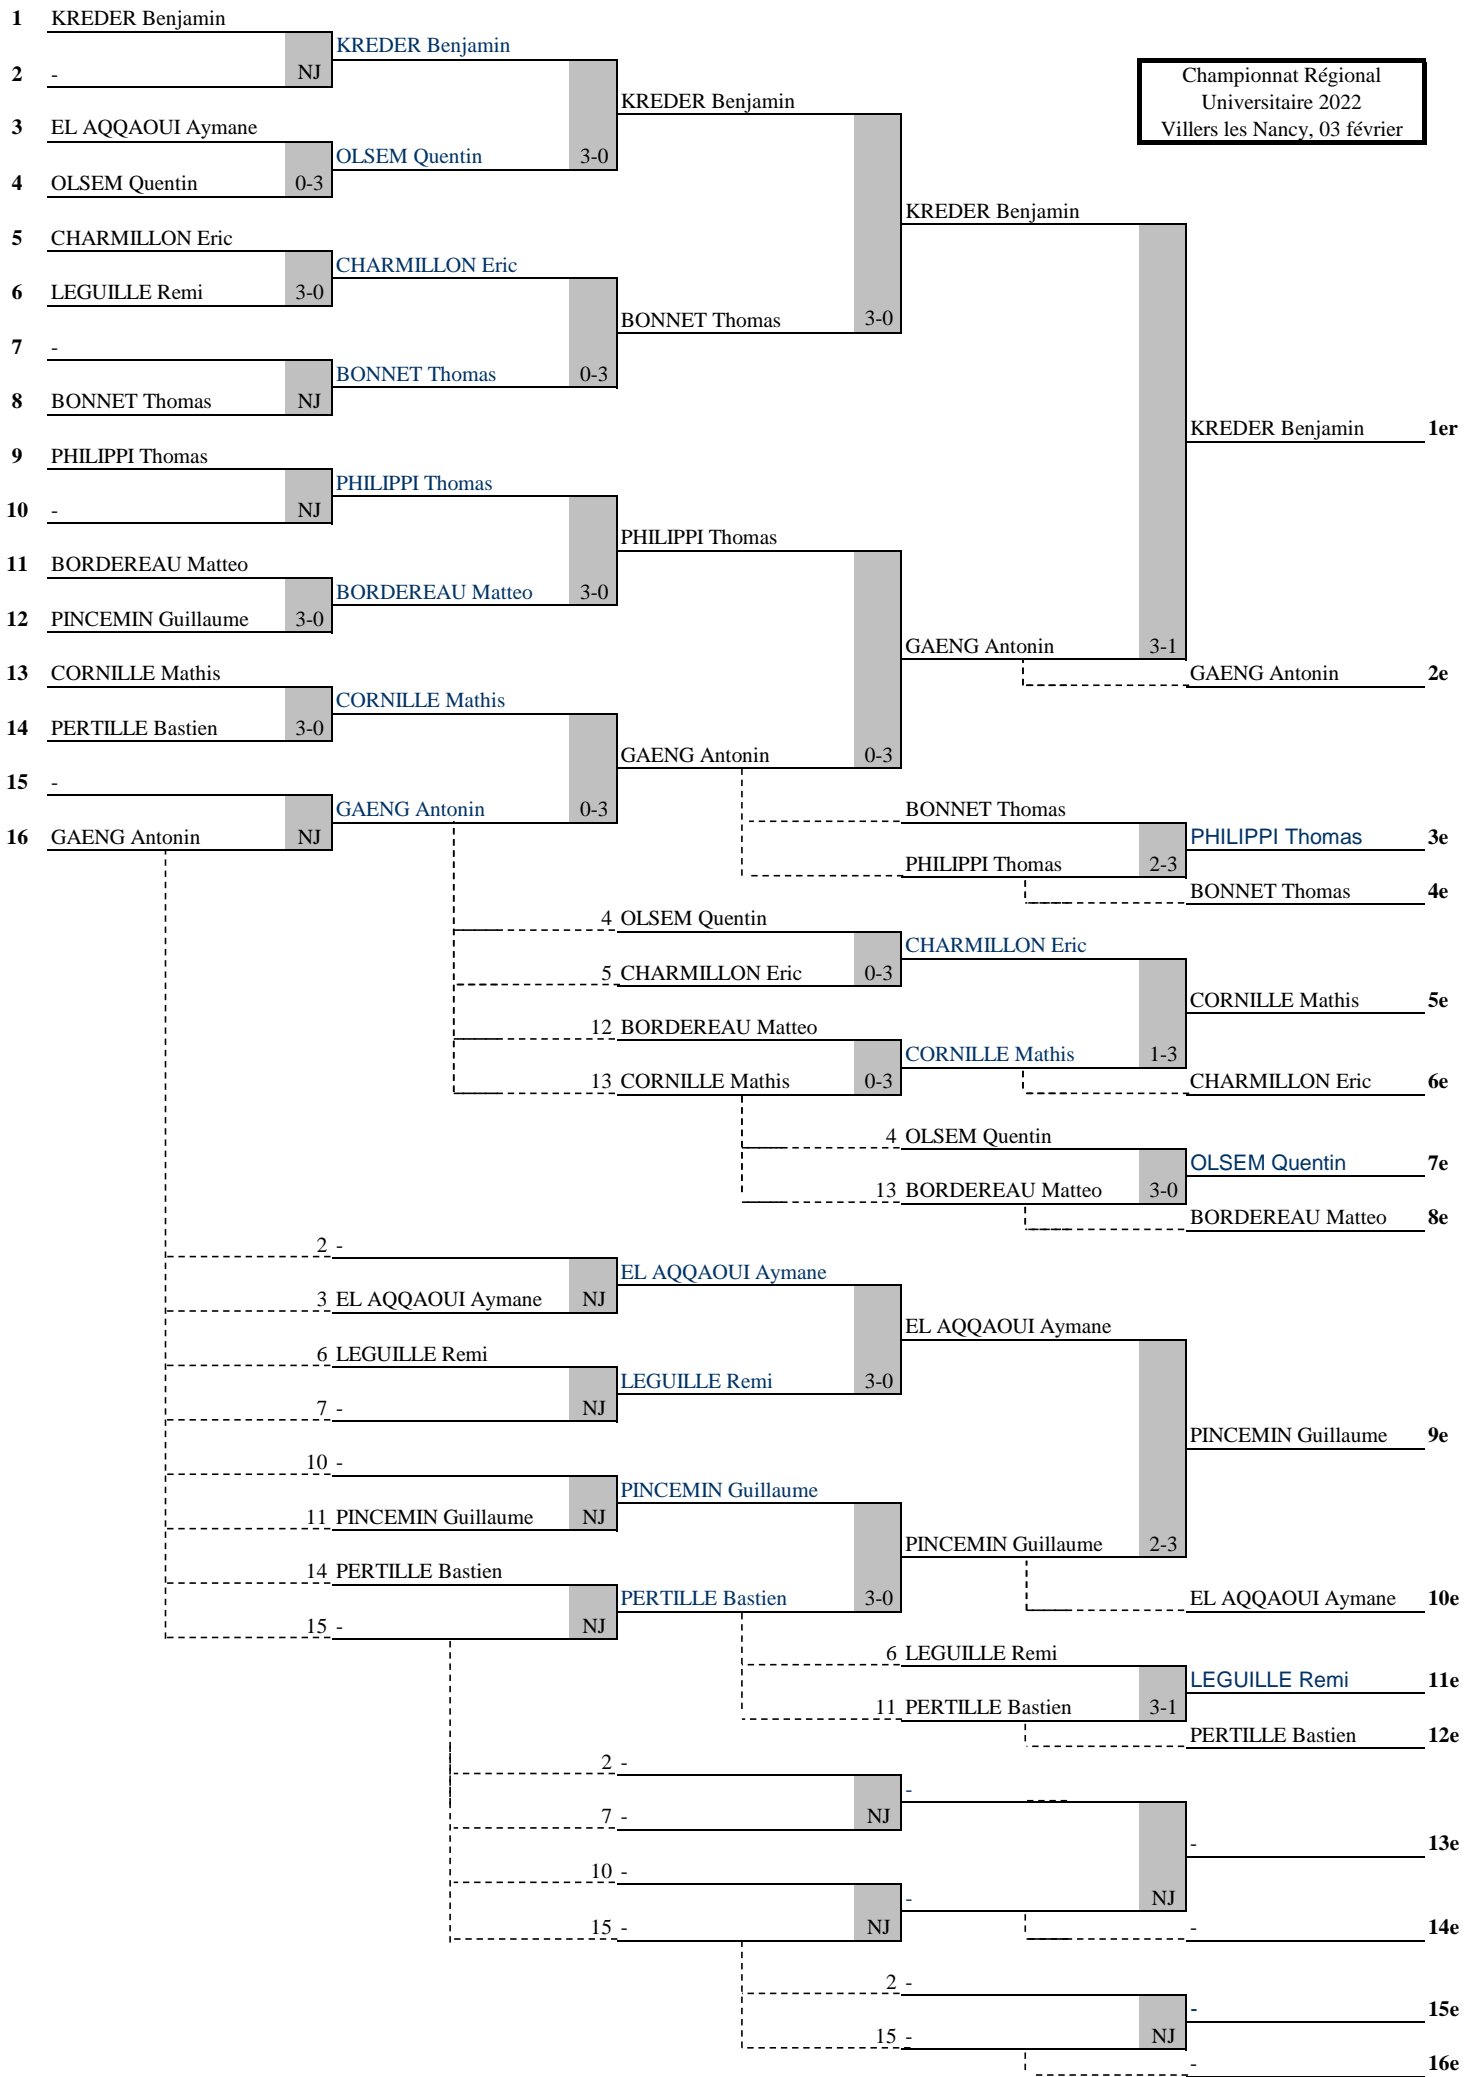 1 KREDER Benjamin
KREDER Benjamin
2 - NJ
Championnat Régional
Universitaire 2022
Villers les Nancy, 03 février
KREDER Benjamin
3 EL AQQAOUI Aymane
OLSEM Quentin 3-0
4 OLSEM Quentin 0-3
KREDER Benjamin
5 CHARMILLON Eric
CHARMILLON Eric
6 LEGUILLE Remi 3-0
BONNET Thomas 3-0
7 -
BONNET Thomas 0-3
8 BONNET Thomas NJ
KREDER Benjamin 1er
9 PHILIPPI Thomas
PHILIPPI Thomas
10 - NJ
PHILIPPI Thomas
11 BORDEREAU Matteo
BORDEREAU Matteo 3-0
12 PINCEMIN Guillaume 3-0
GAENG Antonin 3-1
13 CORNILLE Mathis
GAENG Antonin 2e
CORNILLE Mathis
14 PERTILLE Bastien 3-0
GAENG Antonin 0-3
15 -
GAENG Antonin 0-3
BONNET Thomas
16 GAENG Antonin NJ
PHILIPPI Thomas 3e
PHILIPPI Thomas 2-3
BONNET Thomas 4e
4 OLSEM Quentin
CHARMILLON Eric
5 CHARMILLON Eric 0-3
CORNILLE Mathis 5e
12 BORDEREAU Matteo
CORNILLE Mathis 1-3
13 CORNILLE Mathis 0-3
CHARMILLON Eric 6e
4 OLSEM Quentin
OLSEM Quentin 7e
13 BORDEREAU Matteo 3-0
BORDEREAU Matteo 8e
2 -
EL AQQAOUI Aymane
3 EL AQQAOUI Aymane NJ
EL AQQAOUI Aymane
6 LEGUILLE Remi
LEGUILLE Remi 3-0
7 - NJ
PINCEMIN Guillaume 9e
10 -
PINCEMIN Guillaume
11 PINCEMIN Guillaume NJ
PINCEMIN Guillaume 2-3
14 PERTILLE Bastien
PERTILLE Bastien 3-0
EL AQQAOUI Aymane 10e
15 - NJ
6 LEGUILLE Remi
LEGUILLE Remi 11e
11 PERTILLE Bastien 3-1
PERTILLE Bastien 12e
2 -
-
7 - NJ
- 13e
10 -
- NJ
15 - NJ
- 14e
2 -
- 15e
15 - NJ
- 16e